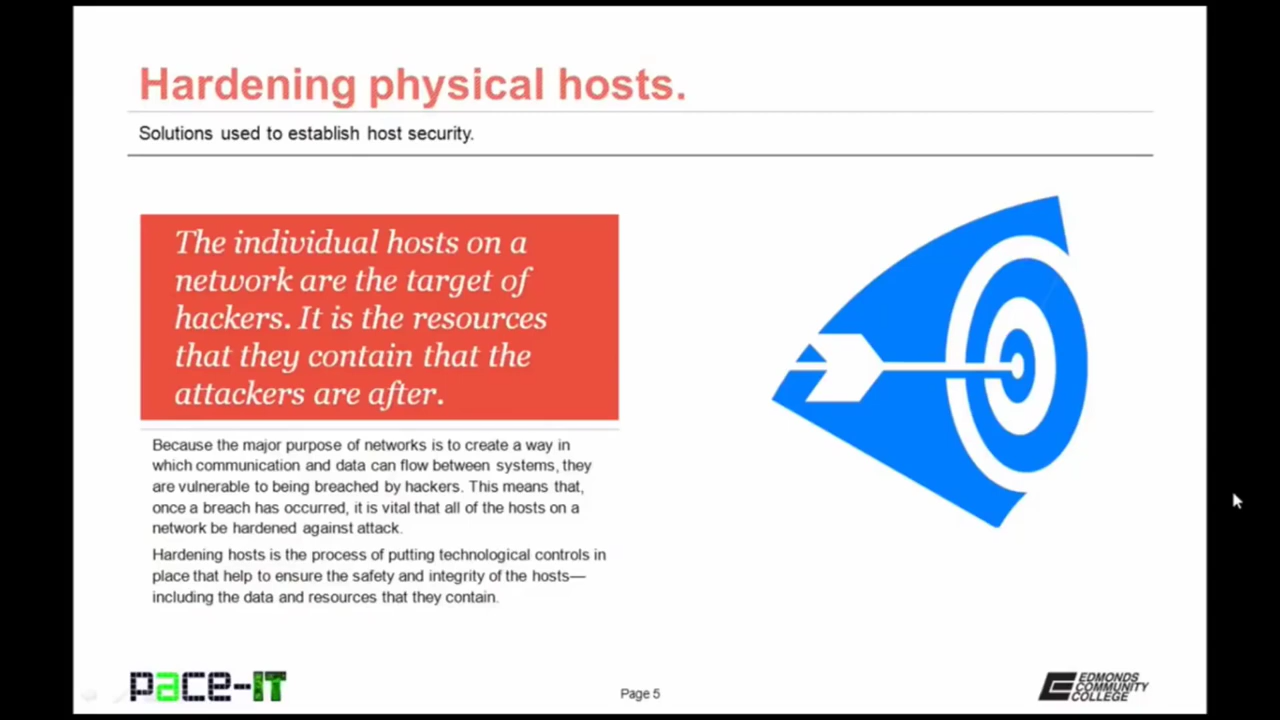 Hardening physical hosts.
Solutions used to establish host security.
The individual hosts on a
network are the target of
hackers. It is the resources
that they contain that the
attackers are after.
Because the major purpose of networks is to create a way in
which communication and data can flow between systems, they
are vulnerable to being breached by hackers. This means that,
once a breach has occurred, it is vital that all of the hosts on a
network be hardened against attack.
Hardening hosts is the process of putting technological controls in
place that help to ensure the safety and integrity of the hosts—
including the data and resources that they contain.
pace-IT
Page 5
EDMONDS
COMMUNITY
COLLEGE